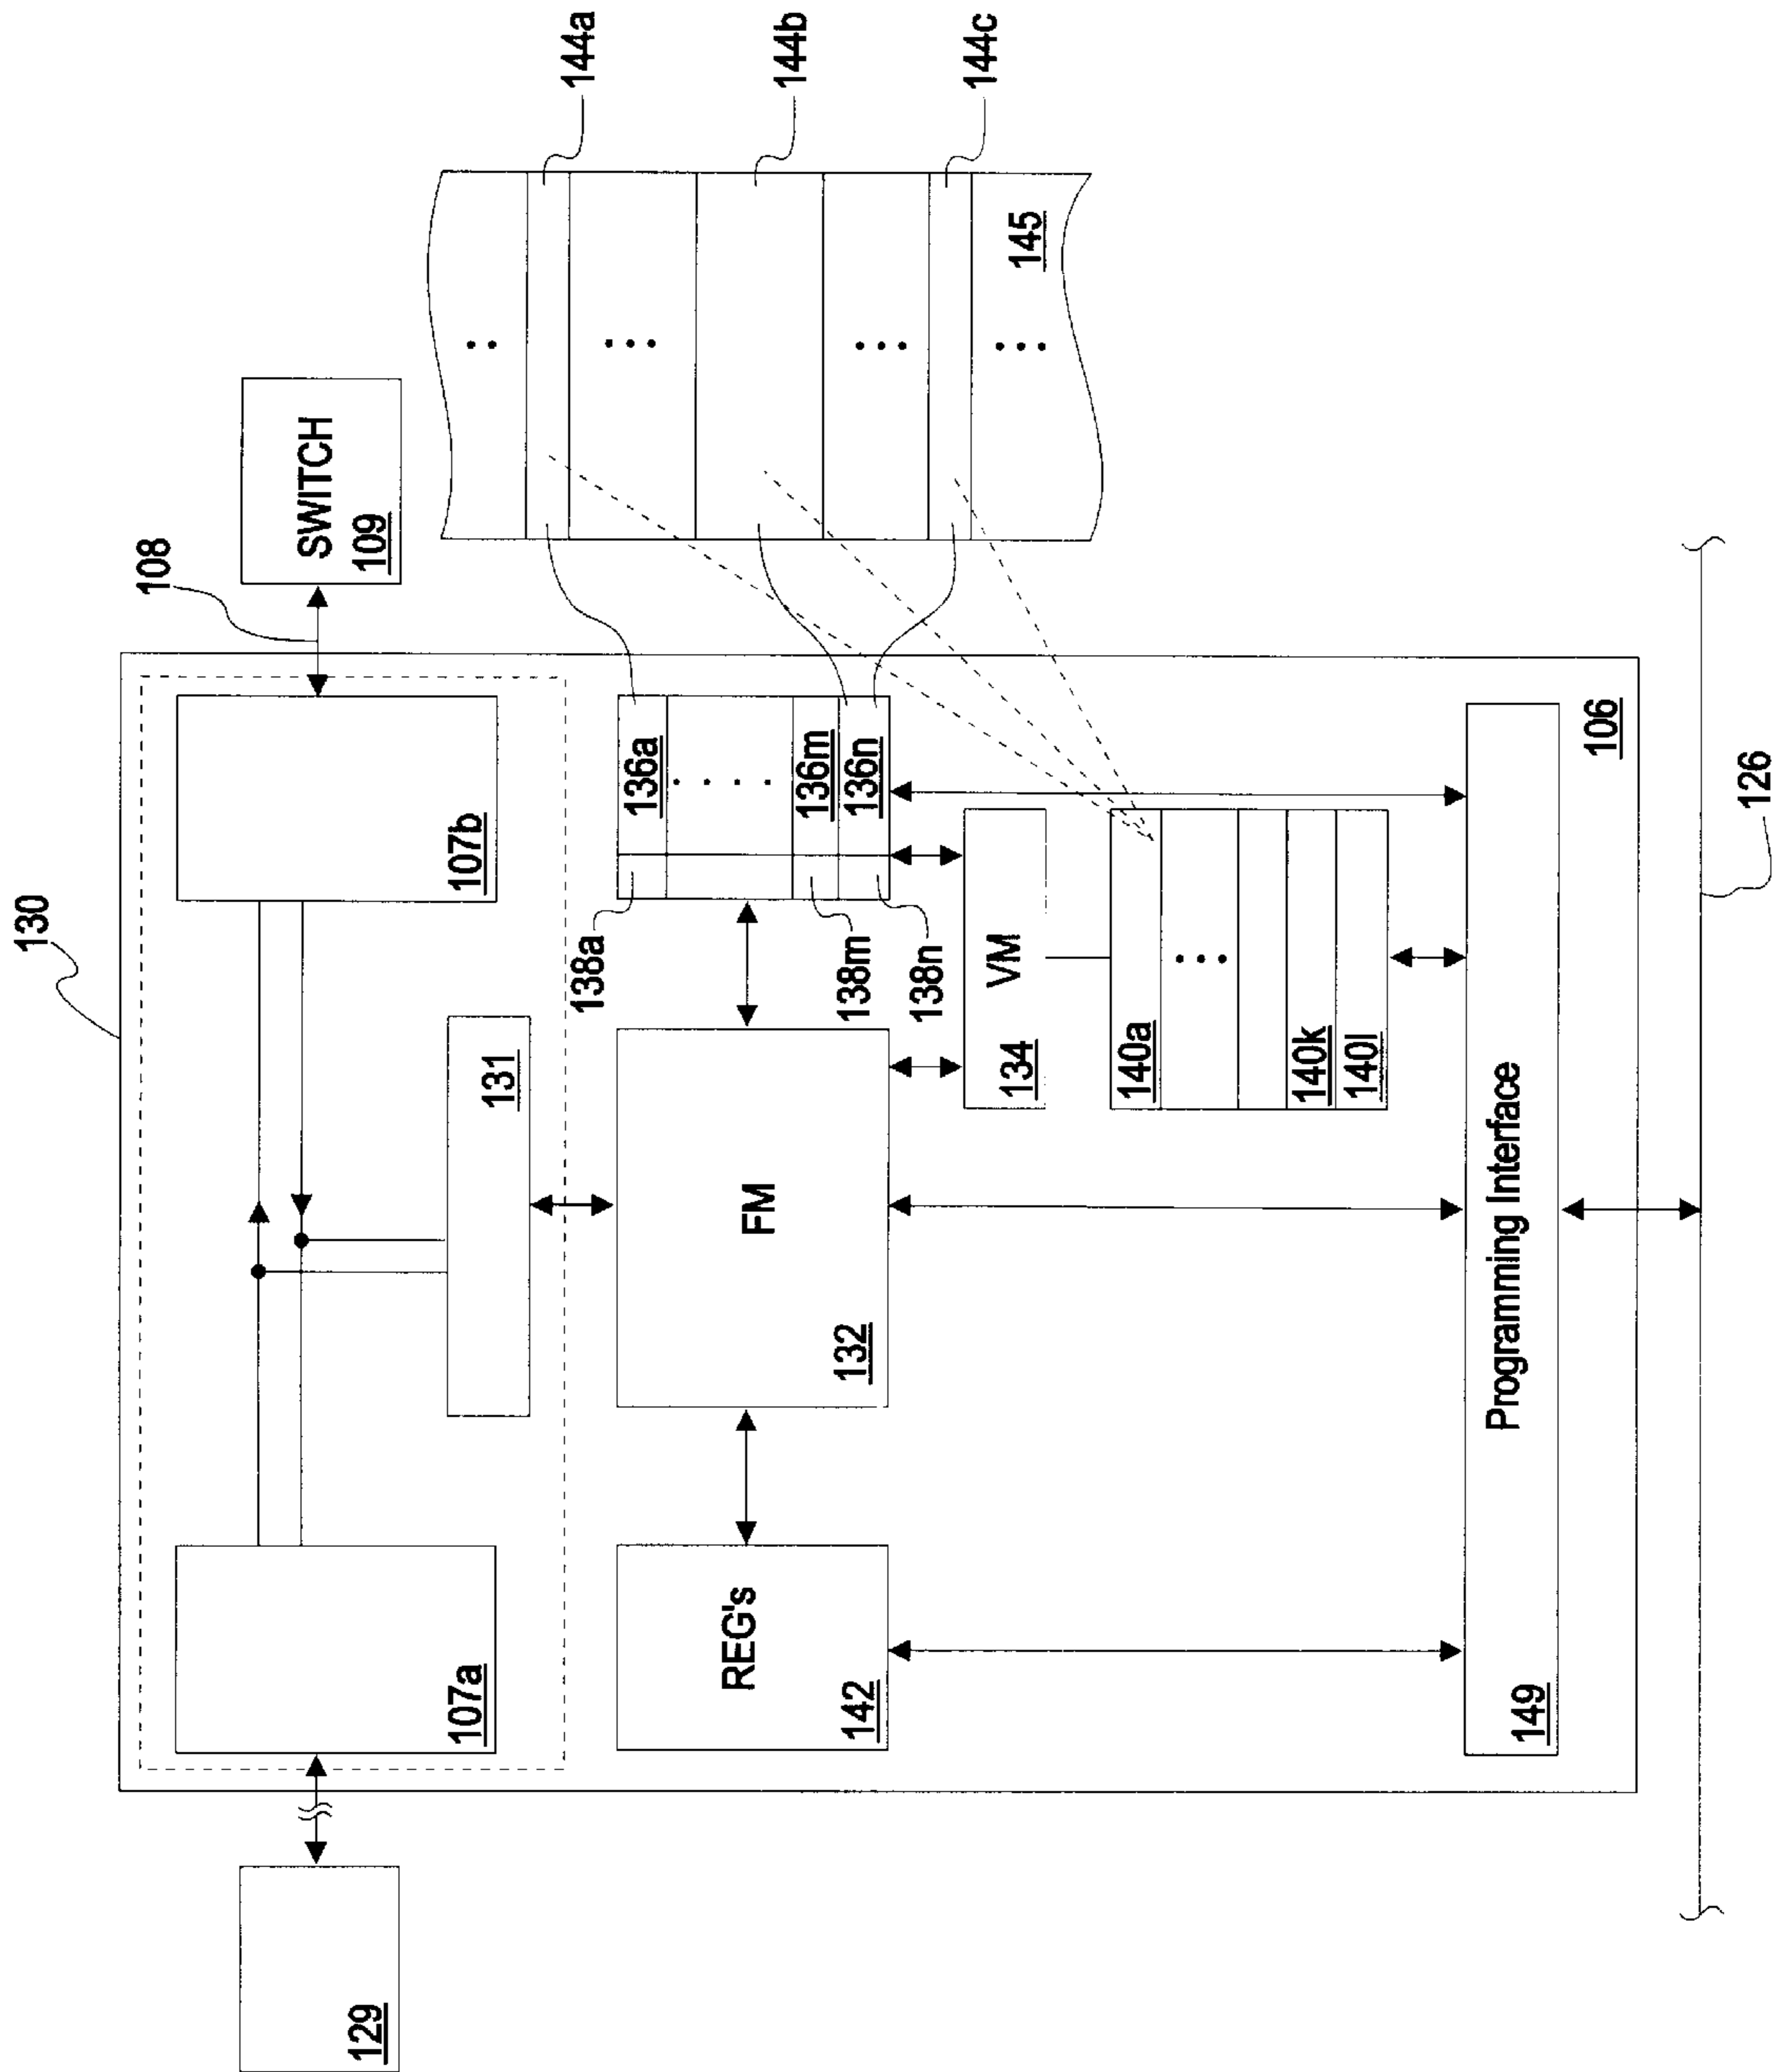 130
108
SWITCH
109
129
107a
107b
131
144a
144b
144c
145
REG's
142
FM
132
136a
136m
136n
138a
138m
138n
VM
134
140a
140k
140l
Programming Interface
149
106
126